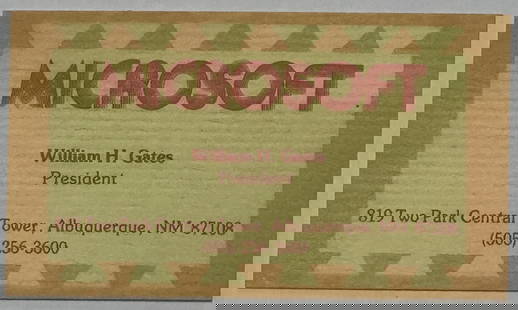 MICROSOFT
William H. Gates
President
819 Two Park Central Tower, Albuquerque, NM 87108
(505) 256-3600